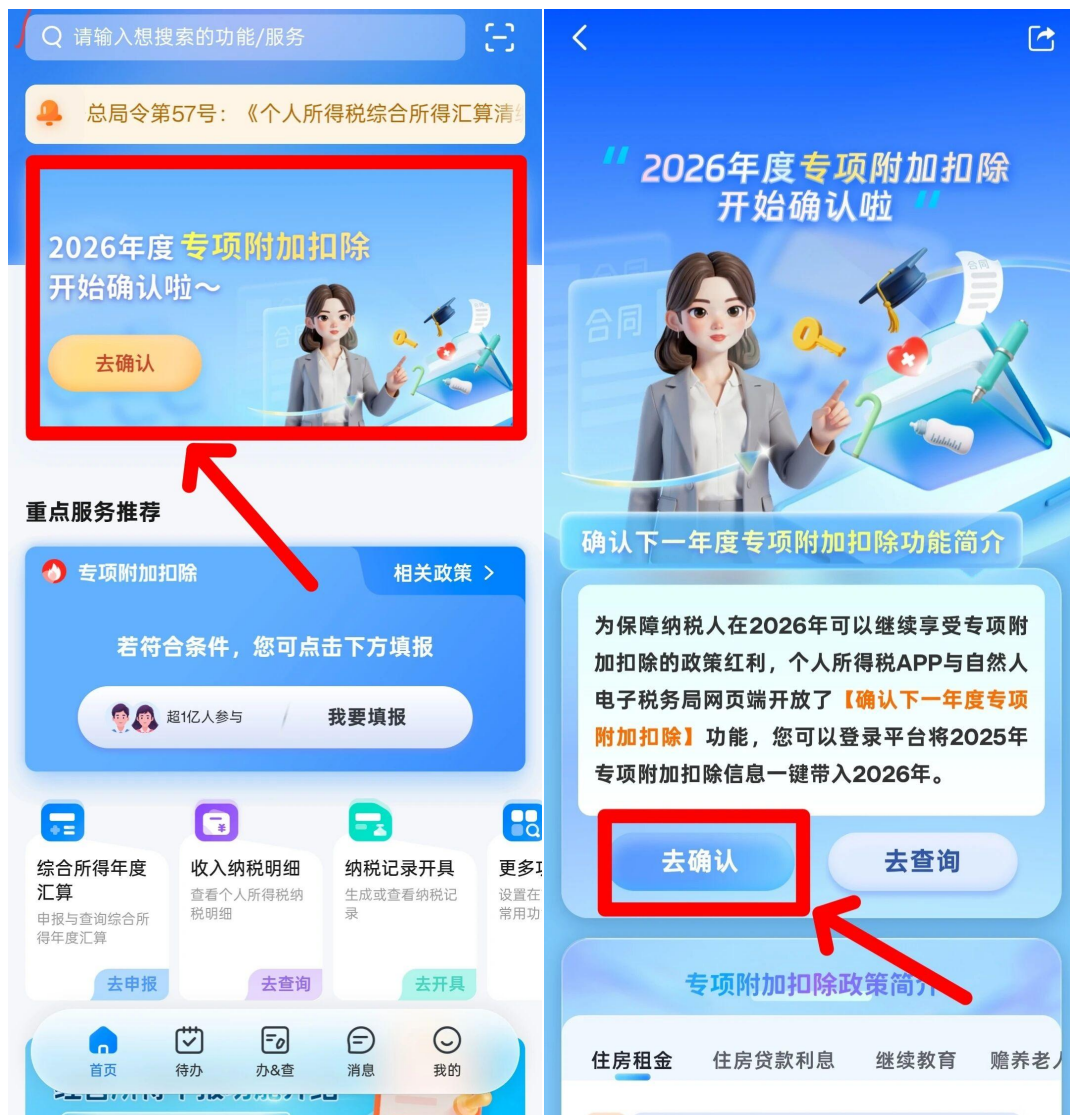 请输入想搜索的功能/服务
总局令第57号：《个人所得税综合所得汇算清
2026年度专项附加扣除
开始确认啦～
去确认
合
重点服务推荐
专项附加扣除
相关政策 >
若符合条件，您可点击下方填报
超1亿人参与 / 我要填报
综合所得年度
汇算
申报与查询综合所
得年度汇算
去申报
收入纳税明细
查看个人所得税纳
税明细
去查询
纳税记录开具
生成或查看纳税记
录
去开具
更多
设置在
常用功
首页
待办
办&查
消息
我的
"2026年度专项附加扣除
开始确认啦"
合同
合同
合同
确认下一年度专项附加扣除功能简介
为保障纳税人在2026年可以继续享受专项附
加扣除的政策红利，个人所得税APP与自然人
电子税务局网页端开放了【确认下一年度专项
附加扣除】功能，您可以登录平台将2025年
专项附加扣除信息一键带入2026年。
去确认
去查询
专项附加扣除政策简介
住房租金
住房贷款利息
继续教育
赡养老人